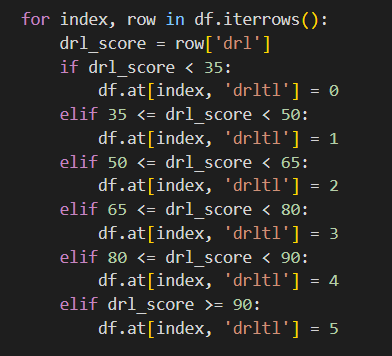 for index, row in df.iterrows():
    drl_score = row['drl']
    if drl_score < 35:
        df.at[index, 'drltl'] = 0
    elif 35 <= drl_score < 50:
        df.at[index, 'drltl'] = 1
    elif 50 <= drl_score < 65:
        df.at[index, 'drltl'] = 2
    elif 65 <= drl_score < 80:
        df.at[index, 'drltl'] = 3
    elif 80 <= drl_score < 90:
        df.at[index, 'drltl'] = 4
    elif drl_score >= 90:
        df.at[index, 'drltl'] = 5